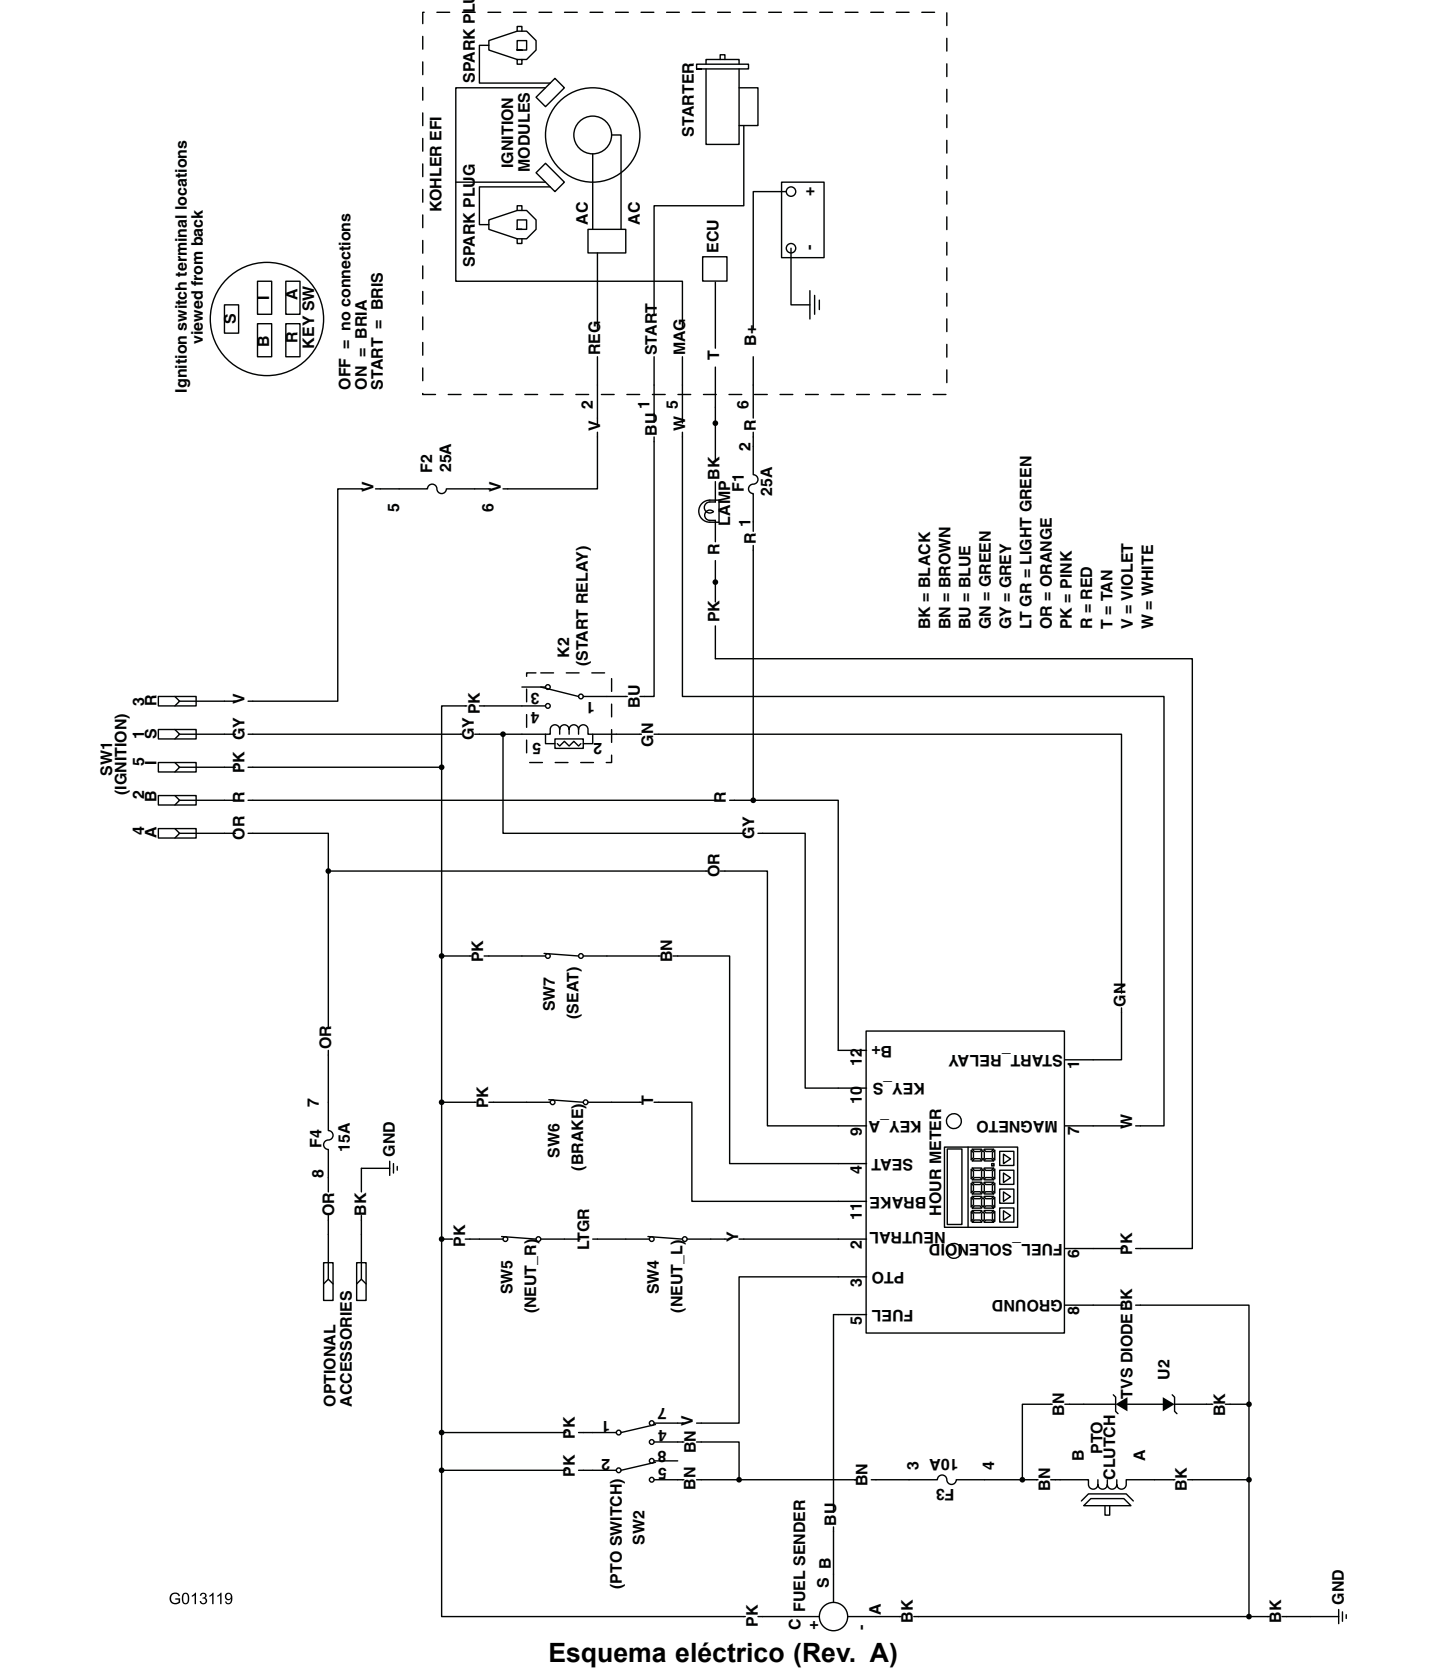 Ignition switch terminal locations
viewed from back
S
B
I
R
A
KEY SW
OFF = no connections
ON = BRIA
START = BRIS
KOHLER EFI
SPARK PLU
SPARK PLUG
IGNITION
MODULES
STARTER
AC
AC
ECU
+
-
REG
START
MAG
T
B+
2
1
5
6
V
BU
W
R
2
BK
F1
25A
LAMP
R
1
R
PK
V
5
F2
25A
6
V
K2
(START RELAY)
3
4
1
5
2
PK
GY
BU
GN
SW1
(IGNITION)
3
R
V
1
S
GY
5
I
PK
2
B
R
4
A
OR
R
GY
OR
BK = BLACK
BN = BROWN
BU = BLUE
GN = GREEN
GY = GREY
LT GR = LIGHT GREEN
OR = ORANGE
PK = PINK
R = RED
T = TAN
V = VIOLET
W = WHITE
PK
SW7
(SEAT)
BN
PK
SW6
(BRAKE)
T
PK
SW5
(NEUT_R)
LTGR
SW4
(NEUT_L)
Y
OR
7
F4
15A
8
OR
BK
GND
OPTIONAL
ACCESSORIES
12
B+
10
KEY_S
9
KEY_A
4
SEAT
11
BRAKE
2
NEUTRAL
3
PTO
5
FUEL
HOUR METER
START_RELAY
1
GN
MAGNETO
7
W
FUEL_SOLENOID
6
PK
GROUND
8
BK
TVS DIODE
U2
BN
BK
PTO
CLUTCH
B
A
BN
BK
PK
1
7
V
4
BN
PK
2
8
5
BN
(PTO SWITCH)
SW2
BN
3
F3
10A
4
FUEL SENDER
BU
S
B
C
+
-
A
PK
BK
BK
GND
G013119
Esquema eléctrico (Rev. A)